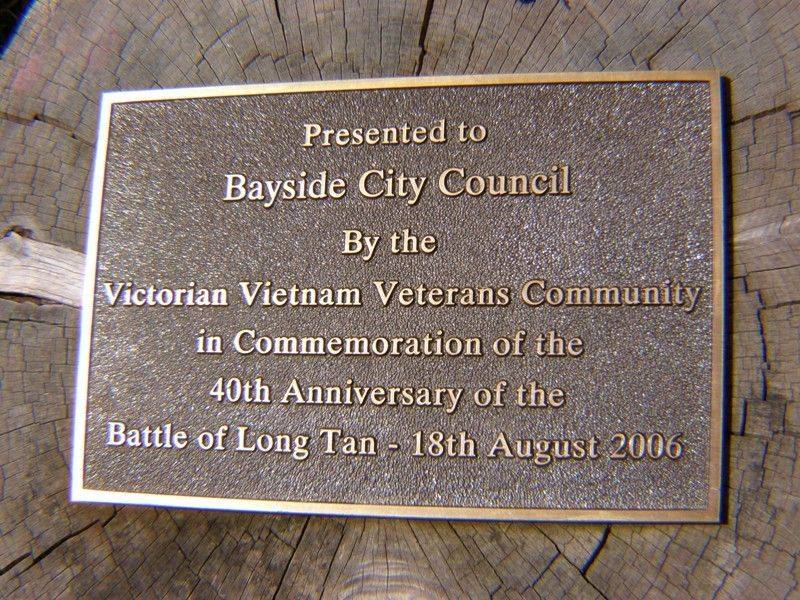 Presented to
Bayside City Council
By the
Victorian Vietnam Veterans Community
in Commemoration of the
40th Anniversary of the
Battle of Long Tan - 18th August 2006